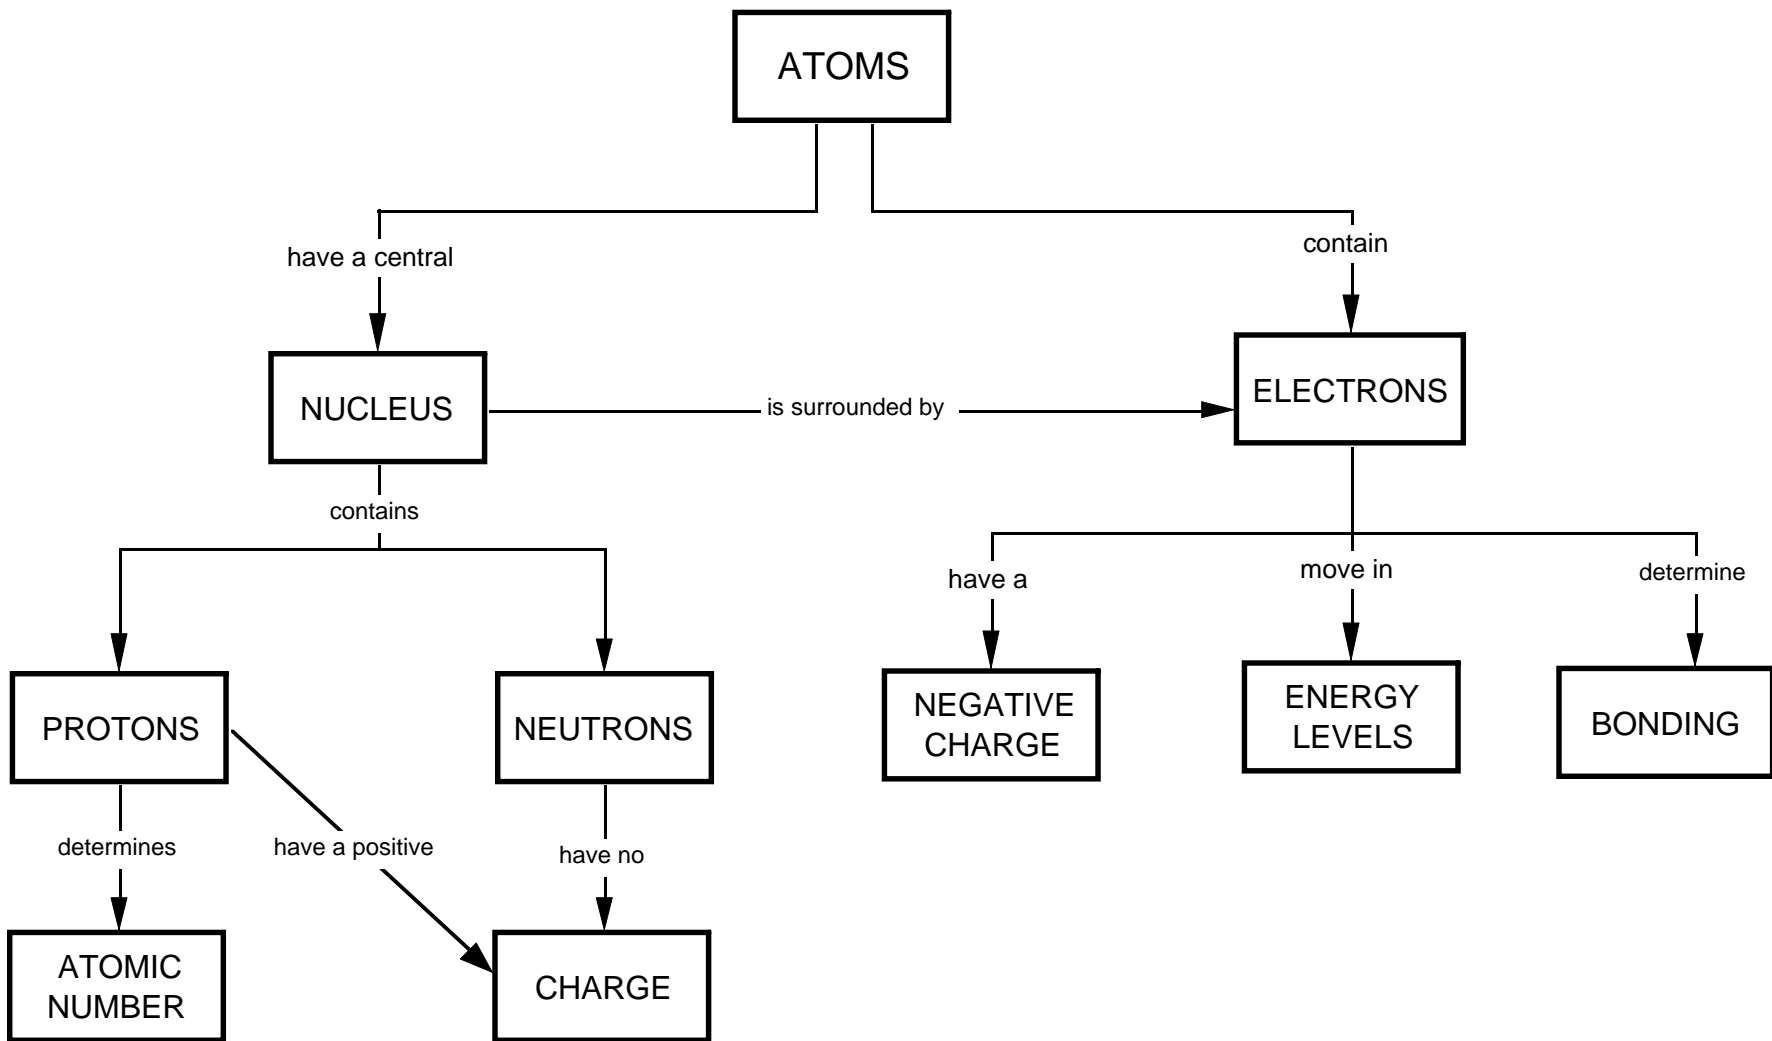 ATOMS
have a central
contain
NUCLEUS
is surrounded by
ELECTRONS
contains
have a
move in
determine
PROTONS
NEUTRONS
NEGATIVE
CHARGE
ENERGY
LEVELS
BONDING
determines
have a positive
have no
ATOMIC
NUMBER
CHARGE